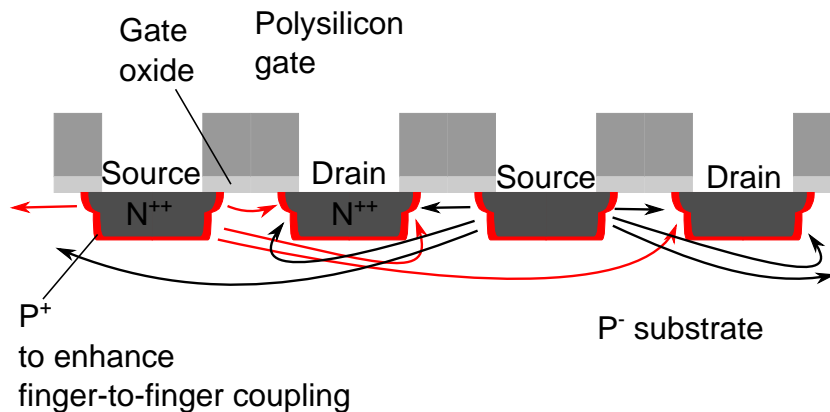 Gate
oxide
Polysilicon
gate
Source
Drain
Source
Drain
N⁺⁺
N⁺⁺
P⁺
to enhance
finger-to-finger coupling
P⁻ substrate